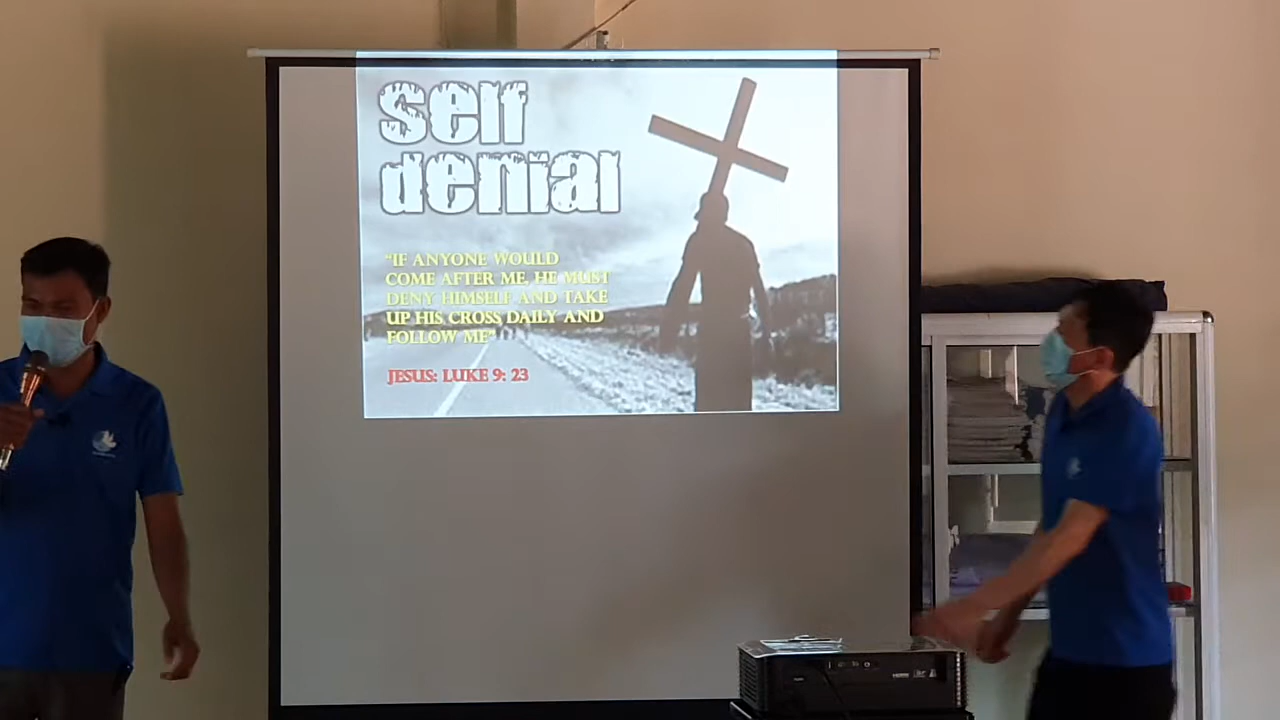 self
denial
"IF ANYONE WOULD
COME AFTER ME, HE MUST
DENY HIMSELF AND TAKE
UP HIS CROSS DAILY AND
FOLLOW ME"
JESUS: LUKE 9: 23